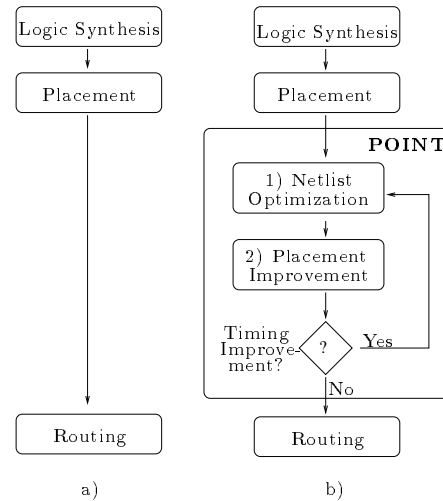 Logic Synthesis
Placement
Routing
a)
Logic Synthesis
Placement
POINT
1) Netlist
Optimization
2) Placement
Improvement
Timing
Improve-
ment?
?
Yes
No
Routing
b)